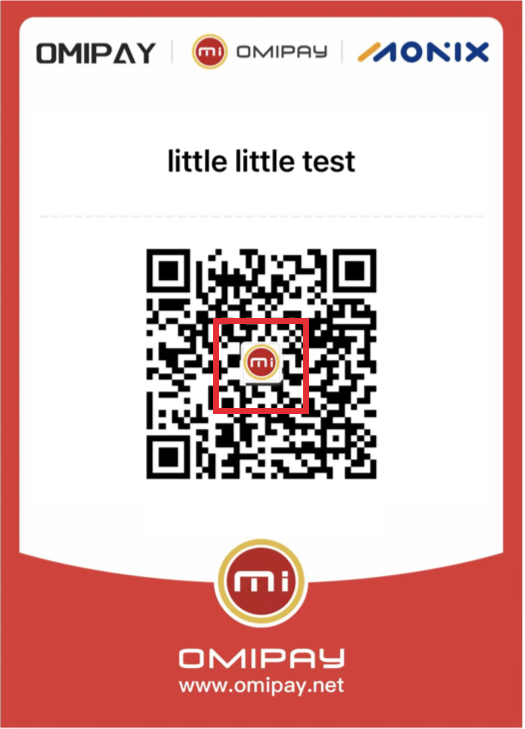 OMIPAY | mi OMIPAY | MONIX
little little test
mi
mi
OMIPAY
www.omipay.net